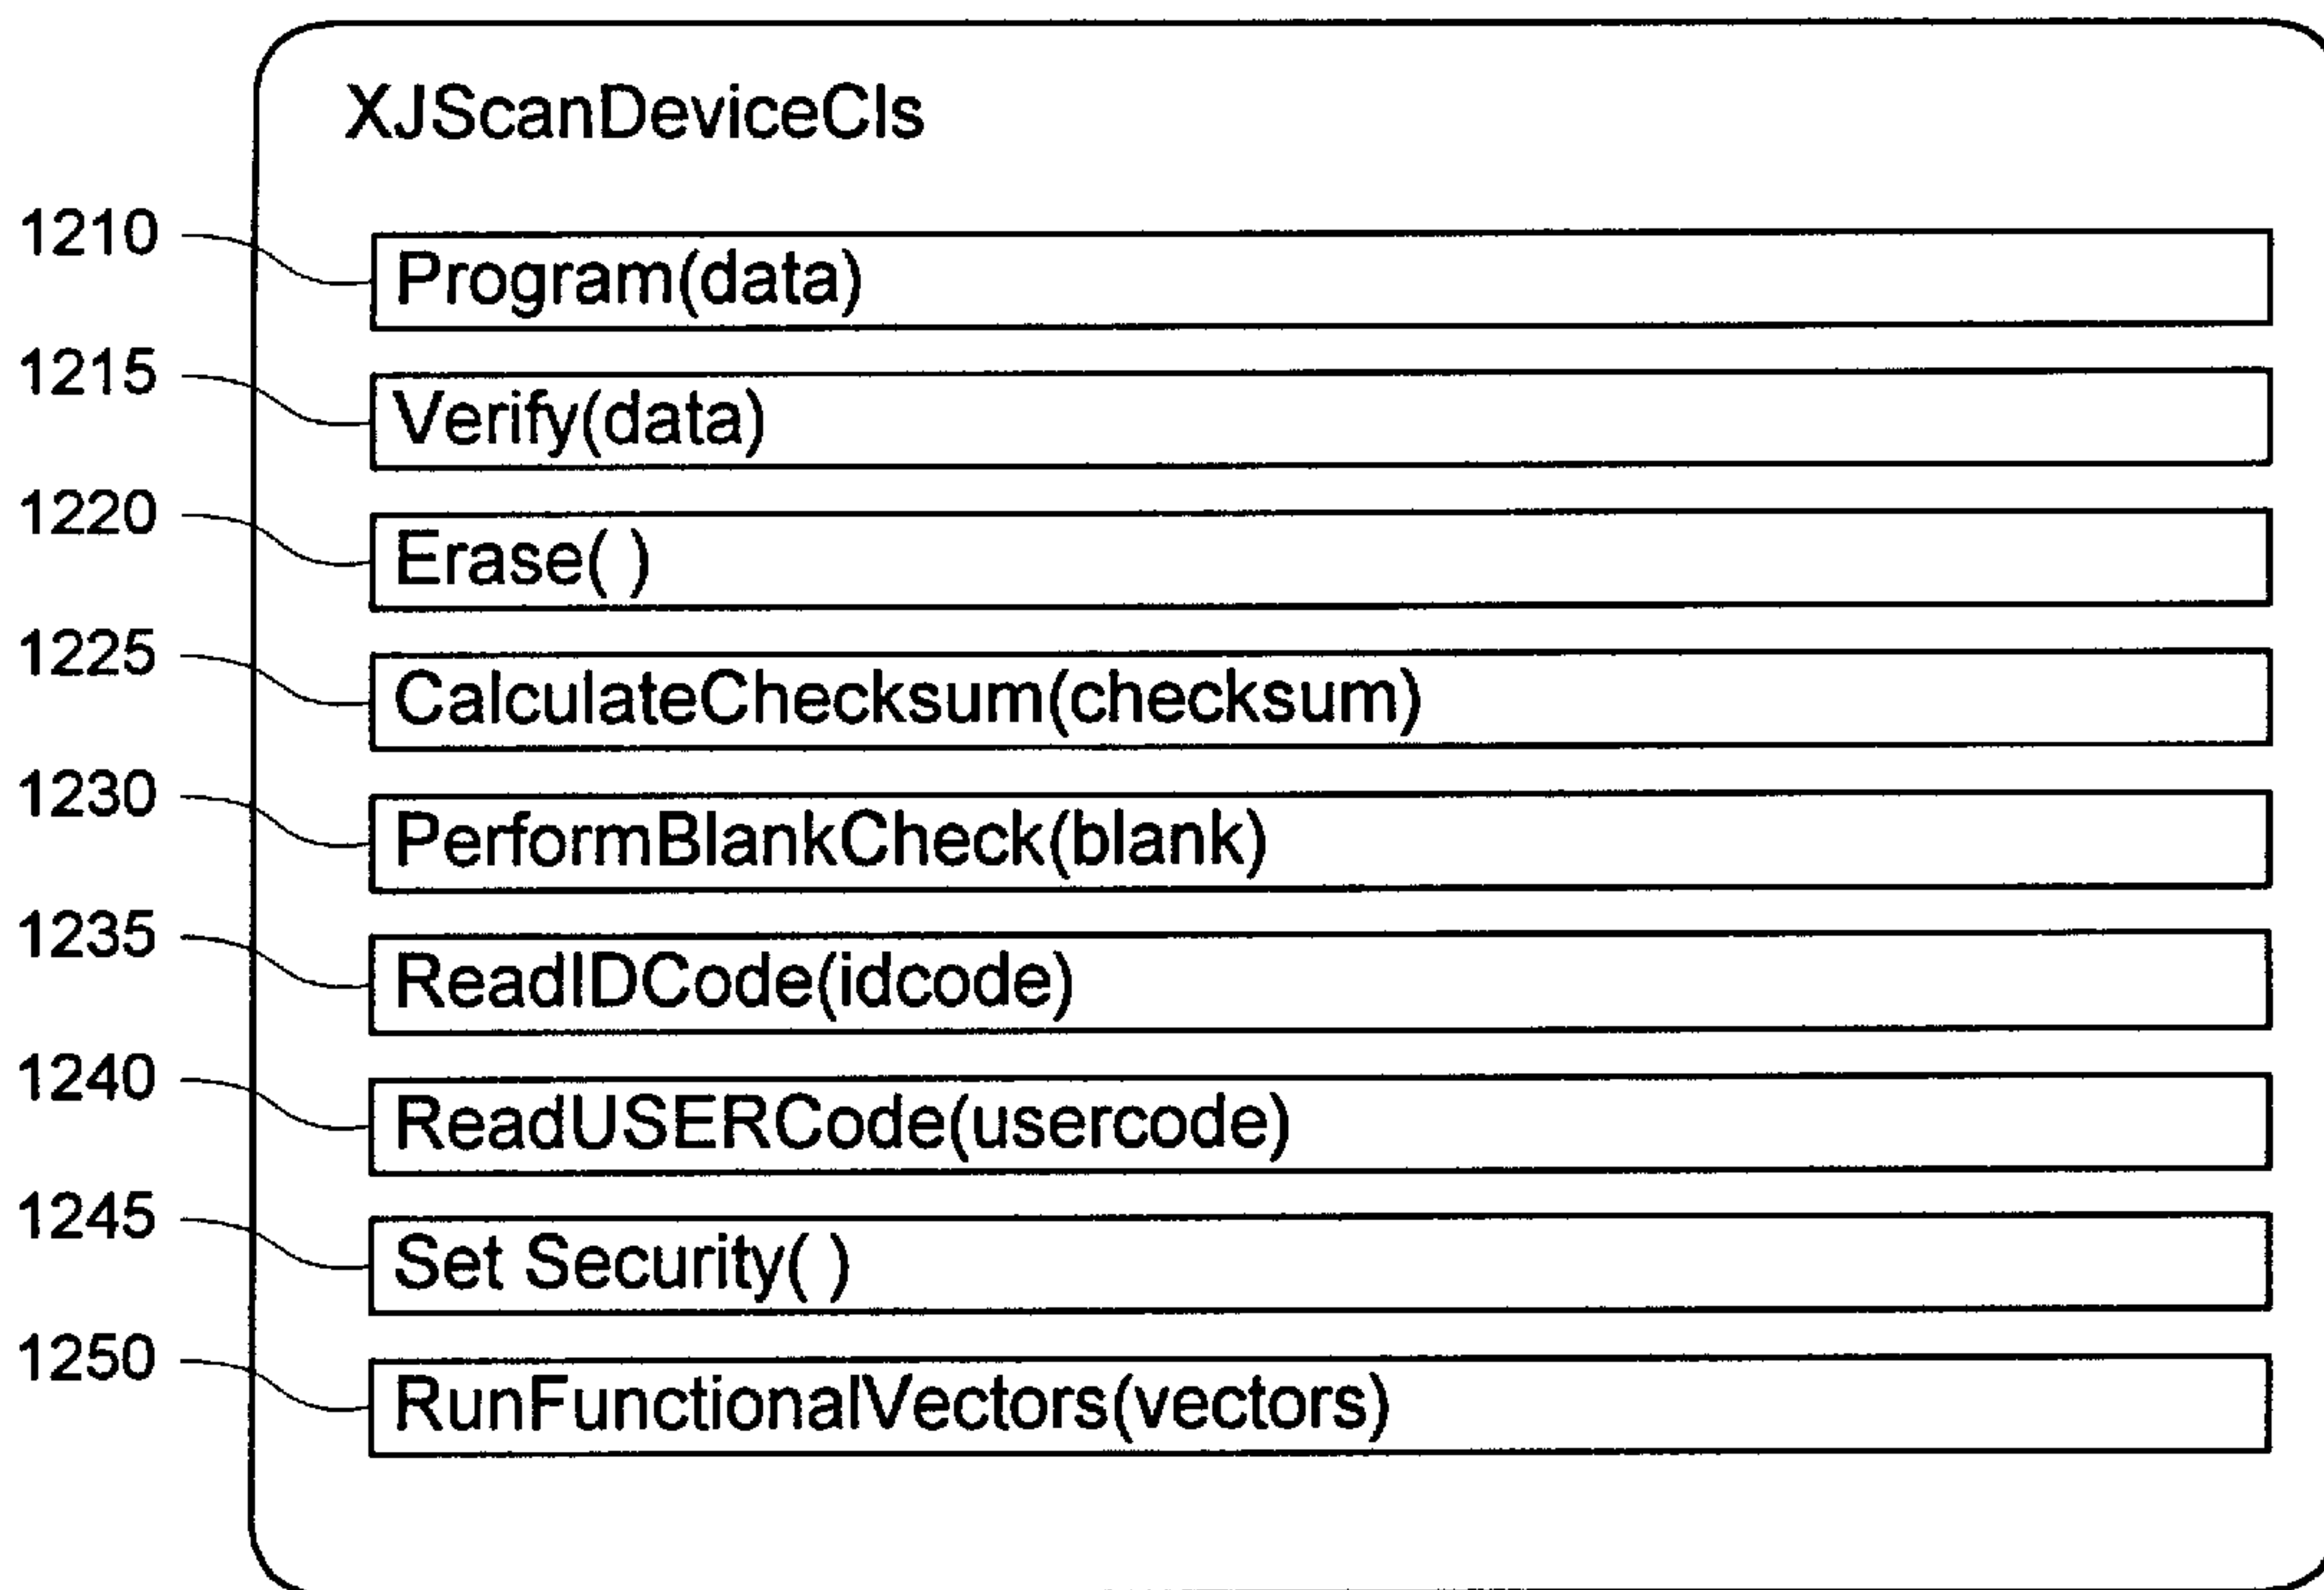 XJScanDeviceCls
1210 Program(data)
1215 Verify(data)
1220 Erase( )
1225 CalculateChecksum(checksum)
1230 PerformBlankCheck(blank)
1235 ReadIDCode(idcode)
1240 ReadUSERCode(usercode)
1245 Set Security( )
1250 RunFunctionalVectors(vectors)